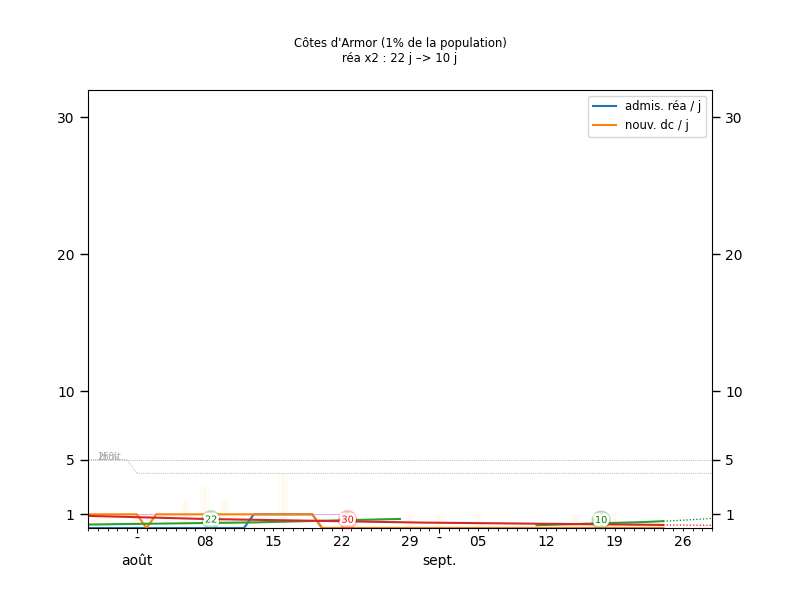 Côtes d'Armor (1% de la population)
réa x2 : 22 j –> 10 j
admis. réa / j
nouv. dc / j
30 30
20 20
10 10
5 5
1 1
22 30 10
- 08 15 22 29 - 05 12 19 26
août sept.